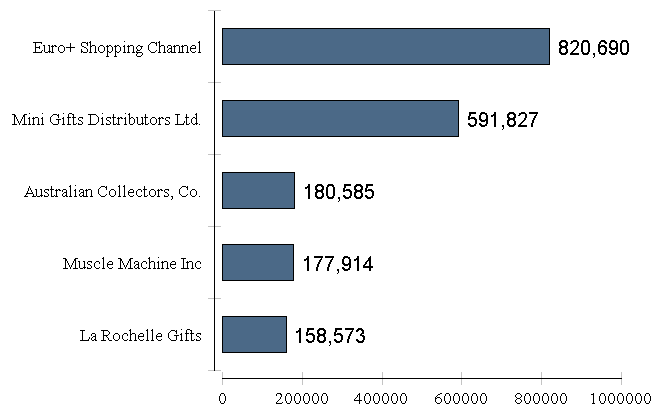 Euro+ Shopping Channel 820,690
Mini Gifts Distributors Ltd. 591,827
Australian Collectors, Co. 180,585
Muscle Machine Inc 177,914
La Rochelle Gifts 158,573
0 200000 400000 600000 800000 1000000